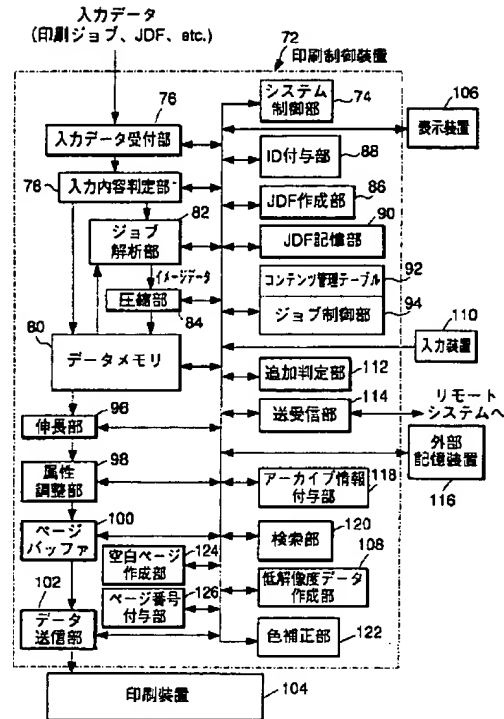 入力データ
(印刷ジョブ、JDF、etc.)
72
印刷制御装置
76
入力データ受付部
78
入力内容判定部
82
ジョブ
解析部
イメージデータ
圧縮部
84
80
データメモリ
96
伸長部
98
属性
調整部
100
ページ
バッファ
102
データ
送信部
空白ページ
作成部
124
ページ番号
付与部
126
システム
制御部
74
ID付与部
88
JDF作成部
86
JDF記憶部
90
92
コンテンツ管理テーブル
94
ジョブ制御部
追加判定部
112
送受信部
114
アーカイブ情報
付与部
118
検索部
120
108
低解像度データ
作成部
色補正部
122
106
表示装置
110
入力装置
リモート
システムへ
外部
記憶装置
116
印刷装置
104